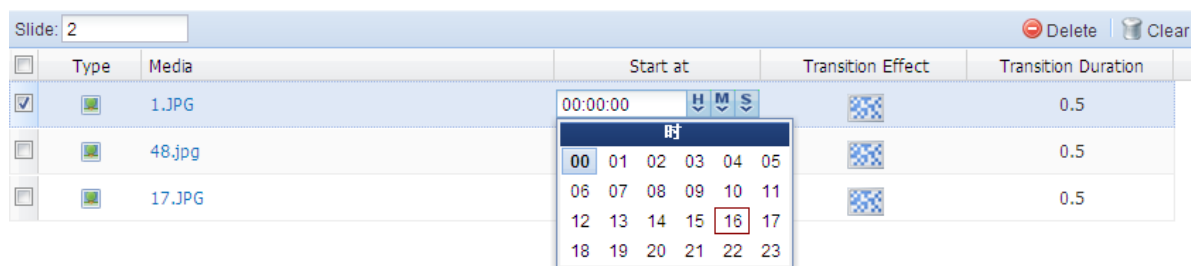 Slide: 2 Delete Clear
Type Media Start at Transition Effect Transition Duration
1.JPG 00:00:00 H M S 0.5
时
48.jpg 00 01 02 03 04 05 0.5
06 07 08 09 10 11
17.JPG 12 13 14 15 16 17 0.5
18 19 20 21 22 23